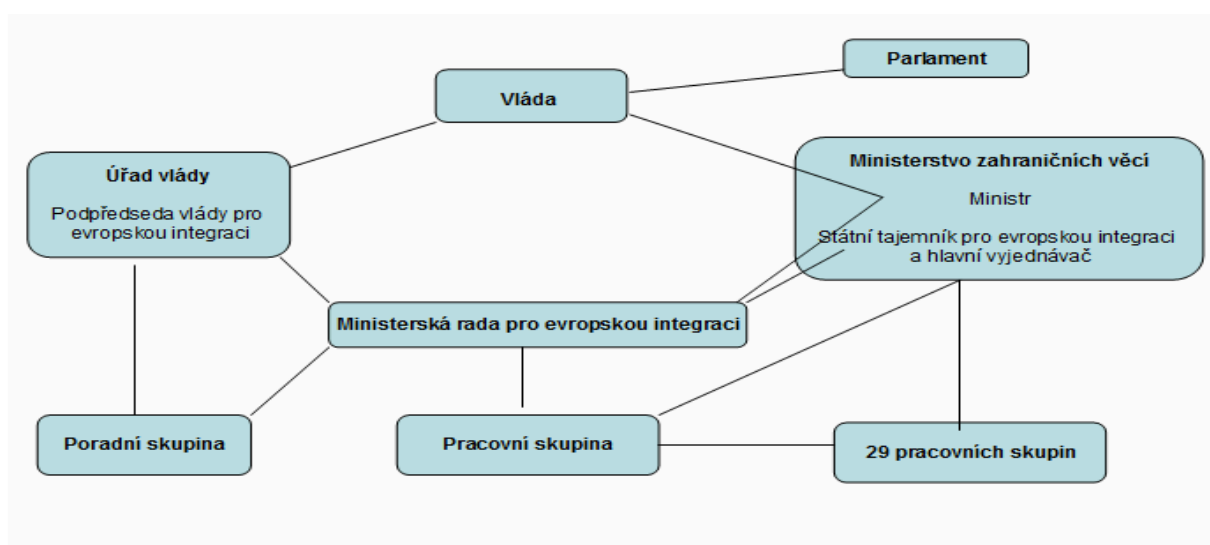 Parlament
Vláda
Úřad vlády
Podpředseda vlády pro
evropskou integraci
Ministerstvo zahraničních věcí
Ministr
Státní tajemník pro evropskou integraci
a hlavní vyjednávač
Ministerská rada pro evropskou integraci
Poradní skupina
Pracovní skupina
29 pracovních skupin